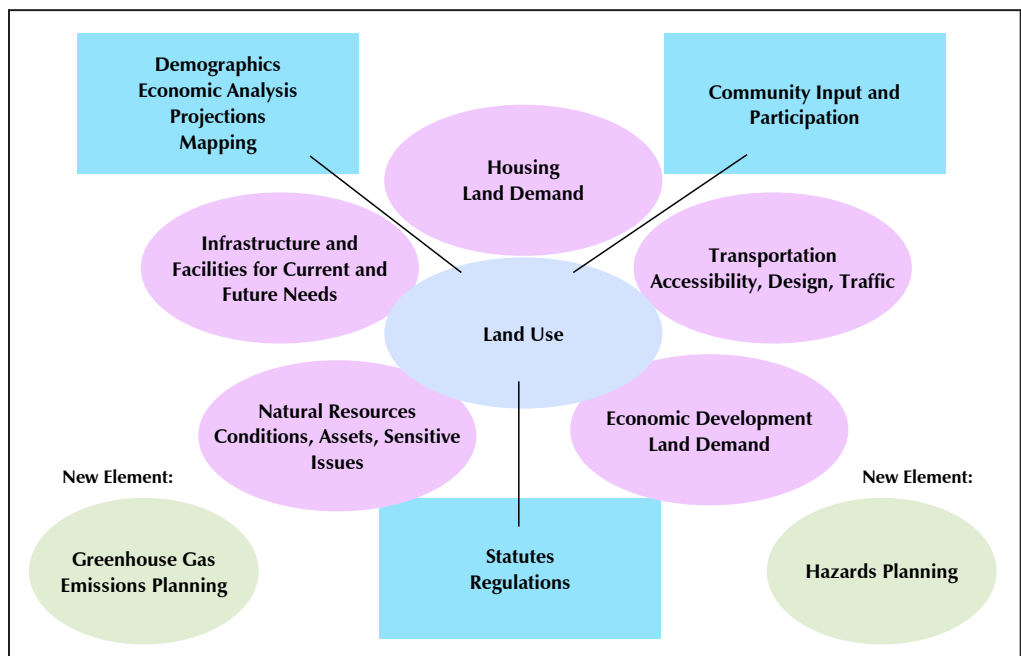 Demographics
Economic Analysis
Projections
Mapping
Community Input and
Participation
Housing
Land Demand
Infrastructure and
Facilities for Current and
Future Needs
Transportation
Accessibility, Design, Traffic
Land Use
Natural Resources
Conditions, Assets, Sensitive
Issues
Economic Development
Land Demand
New Element:
Greenhouse Gas
Emissions Planning
Statutes
Regulations
New Element:
Hazards Planning